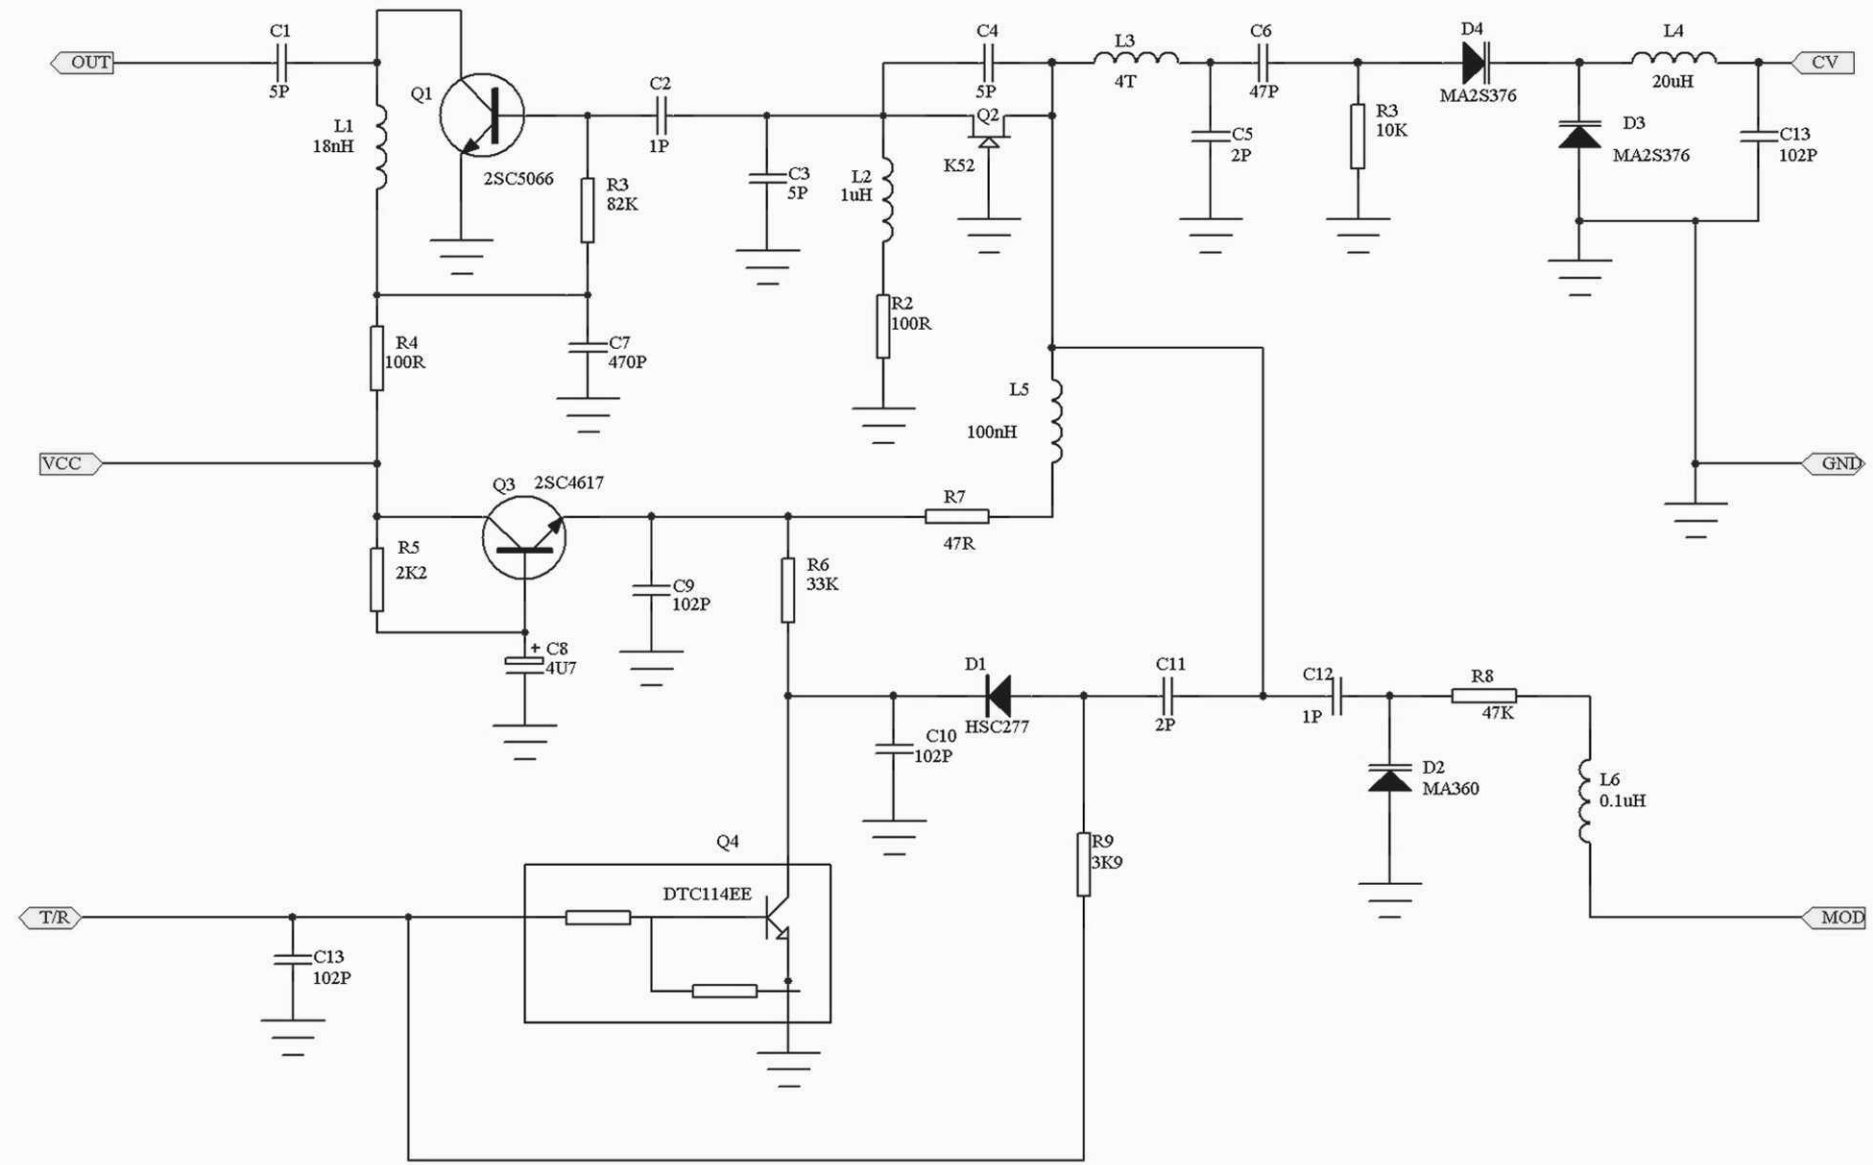 OUT
C1
5P
L1
18nH
Q1
2SC5066
C2
1P
R3
82K
C3
5P
L2
1uH
C4
5P
Q2
K52
L3
4T
C5
2P
C6
47P
R3
10K
D4
MA2S376
D3
MA2S376
L4
20uH
C13
102P
CV
R4
100R
C7
470P
R2
100R
L5
100nH
VCC
GND
Q3
2SC4617
R5
2K2
C8
+
4U7
C9
102P
R6
33K
R7
47R
D1
HSC277
C10
102P
C11
2P
C12
1P
R8
47K
D2
MA360
L6
0.1uH
R9
3K9
Q4
DTC114EE
T/R
C13
102P
MOD